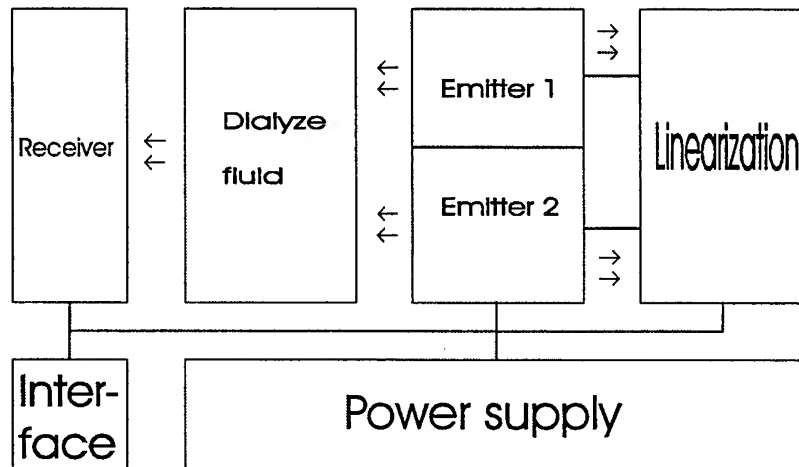 Receiver
Dialyze
fluid
Emitter 1
Emitter 2
Linearization
Inter-
face
Power supply